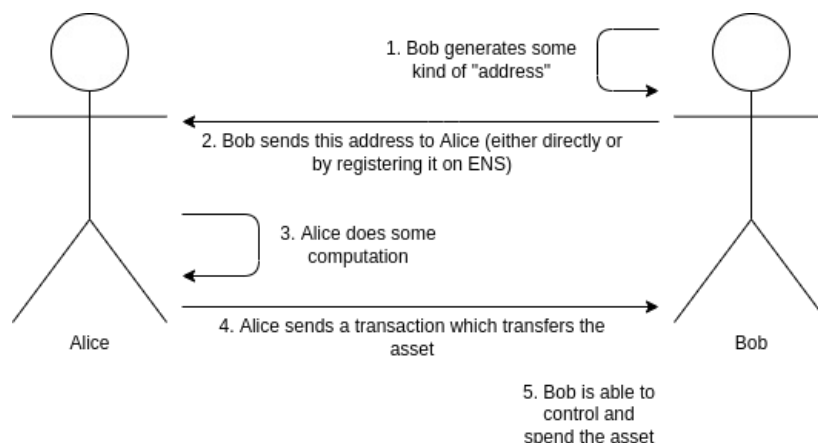 1. Bob generates some
kind of "address"
2. Bob sends this address to Alice (either directly or
by registering it on ENS)
3. Alice does some
computation
4. Alice sends a transaction which transfers the
asset
Alice
Bob
5. Bob is able to
control and
spend the asset